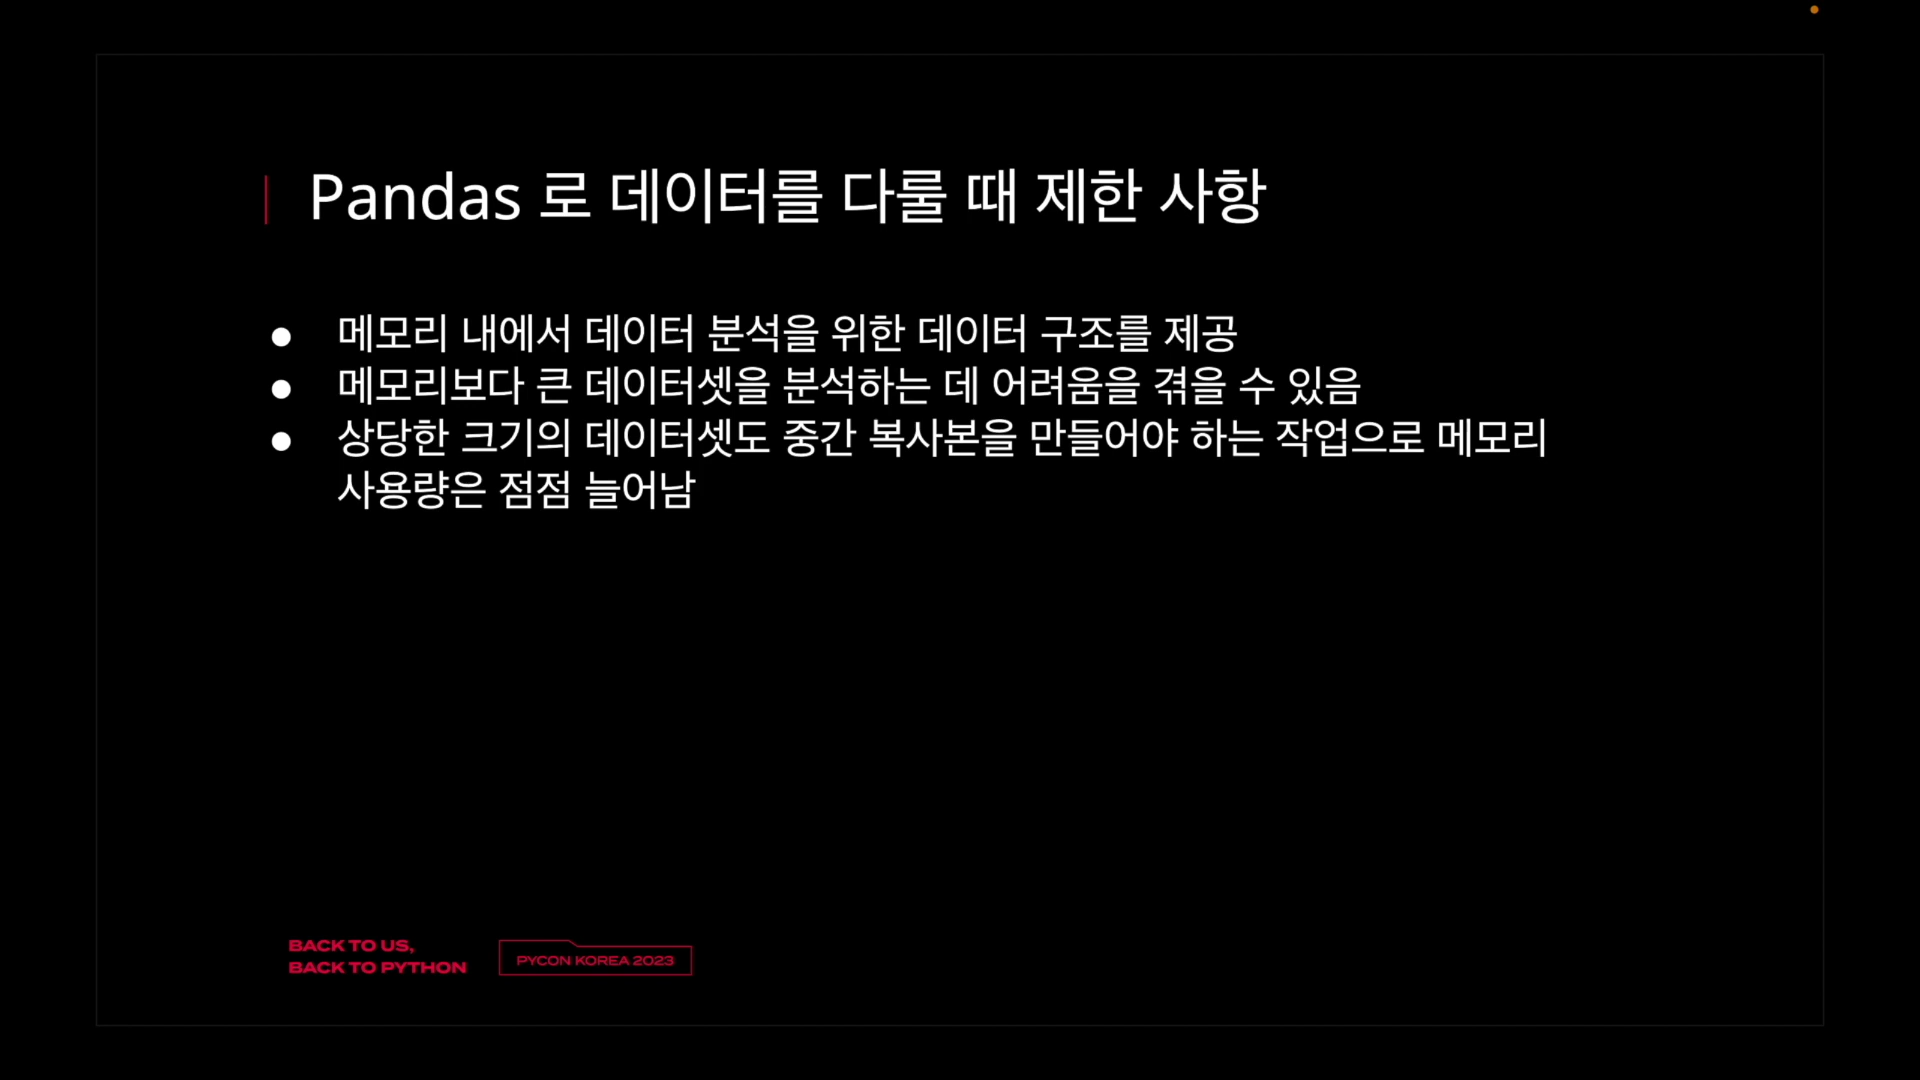 Pandas 로 데이터를 다룰 때 제한 사항
● 메모리 내에서 데이터 분석을 위한 데이터 구조를 제공
● 메모리보다 큰 데이터셋을 분석하는 데 어려움을 겪을 수 있음
● 상당한 크기의 데이터셋도 중간 복사본을 만들어야 하는 작업으로 메모리
사용량은 점점 늘어남
BACK TO US,
BACK TO PYTHON
PYCON KOREA 2023